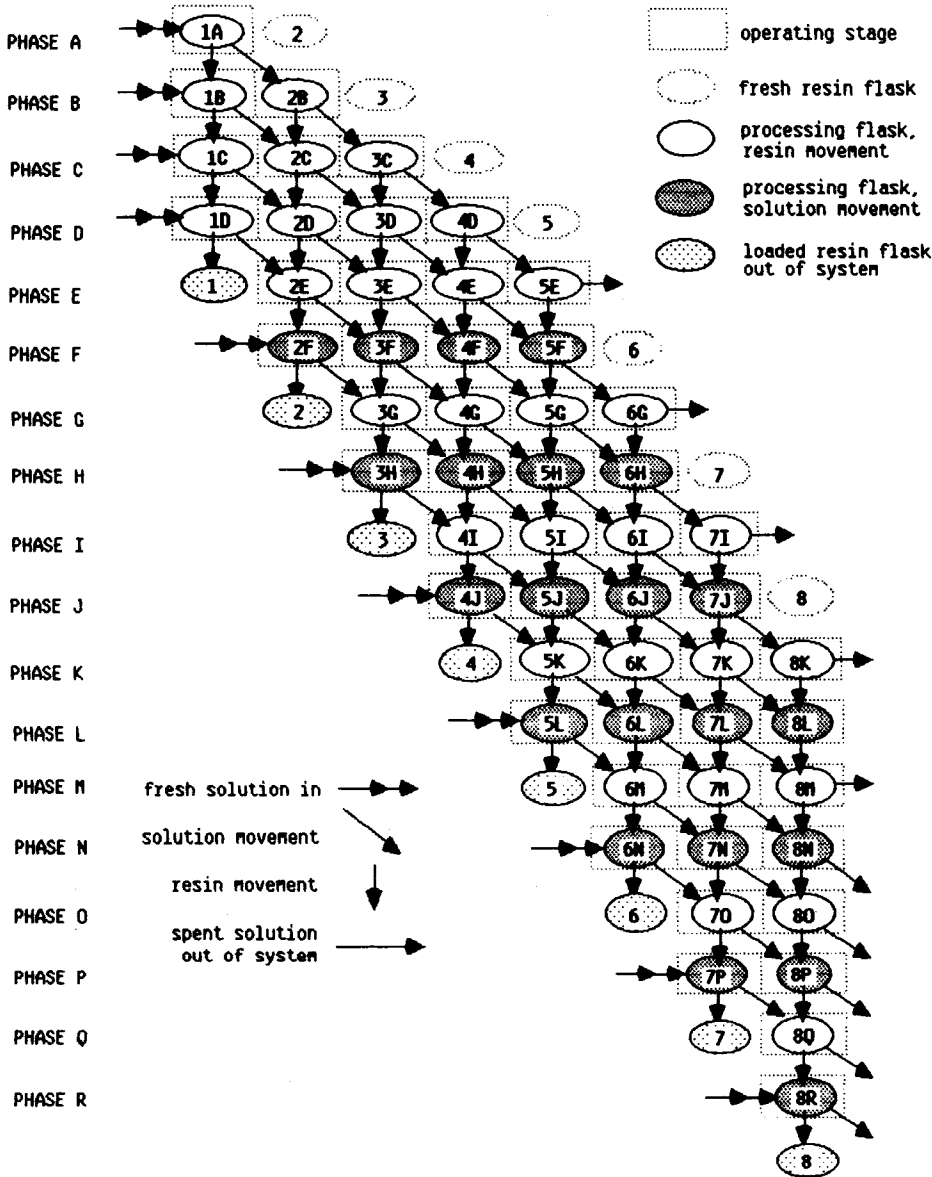 PHASE A 1A 2 operating stage
PHASE B 1B 2B 3 fresh resin flask
PHASE C 1C 2C 3C 4 processing flask,
resin movement
PHASE D 1D 2D 3D 4D 5 processing flask,
solution movement
PHASE E 1 2E 3E 4E 5E loaded resin flask
out of system
PHASE F 2F 3F 4F 5F 6
PHASE G 2 3G 4G 5G 6G
PHASE H 3H 4H 5H 6H 7
PHASE I 3 4I 5I 6I 7I
PHASE J 4J 5J 6J 7J 8
PHASE K 4 5K 6K 7K 8K
PHASE L 5L 6L 7L 8L
PHASE M fresh solution in 5 6M 7M 8M
PHASE N solution movement 6N 7N 8N
resin movement
PHASE O 6 7O 8O
spent solution
out of system
PHASE P 7P 8P
PHASE Q 7 8Q
PHASE R 8R
8